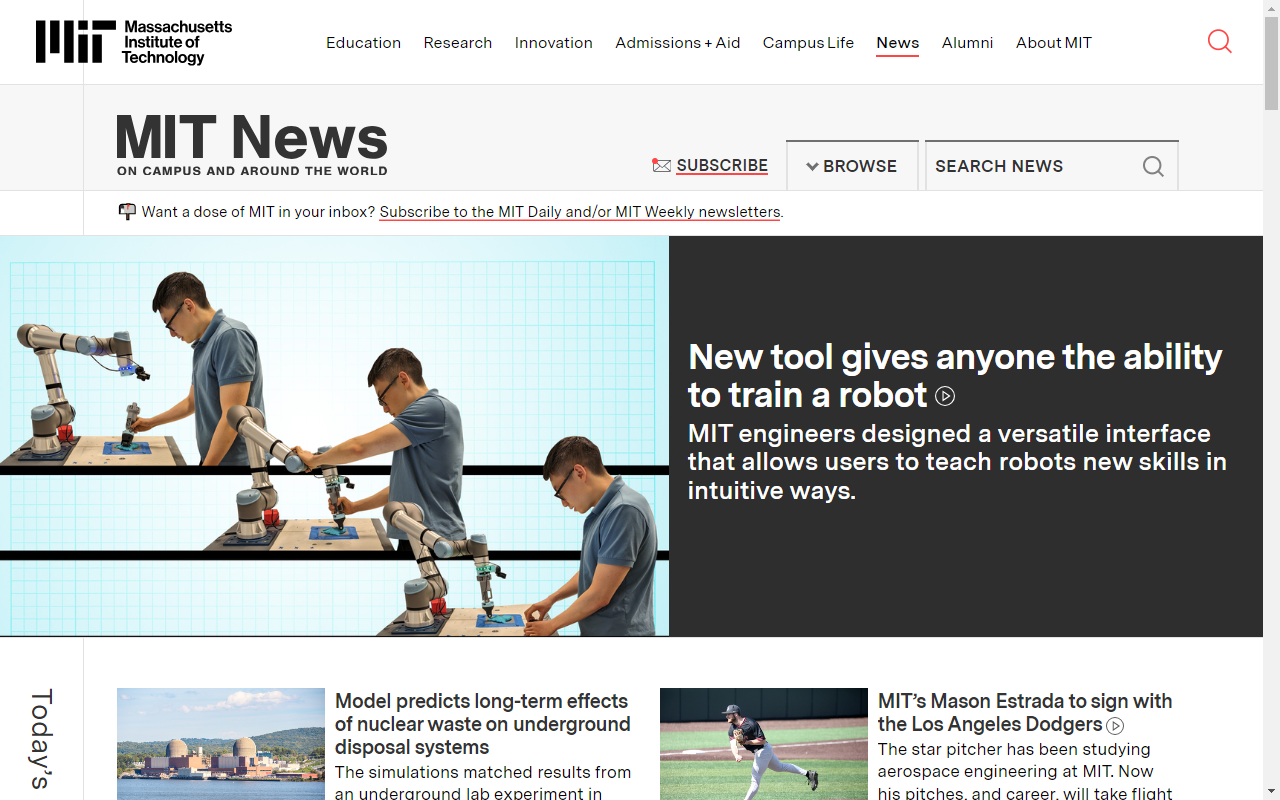 Massachusetts
Institute of
Technology
Education Research Innovation Admissions + Aid Campus Life News Alumni About MIT
MIT News
ON CAMPUS AND AROUND THE WORLD
SUBSCRIBE
BROWSE
SEARCH NEWS
Want a dose of MIT in your inbox? Subscribe to the MIT Daily and/or MIT Weekly newsletters.
New tool gives anyone the ability
to train a robot
MIT engineers designed a versatile interface
that allows users to teach robots new skills in
intuitive ways.
Today's
Model predicts long-term effects
of nuclear waste on underground
disposal systems
The simulations matched results from
an underground lab experiment in
MIT’s Mason Estrada to sign with
the Los Angeles Dodgers
The star pitcher has been studying
aerospace engineering at MIT. Now
his pitches, and career, will take flight